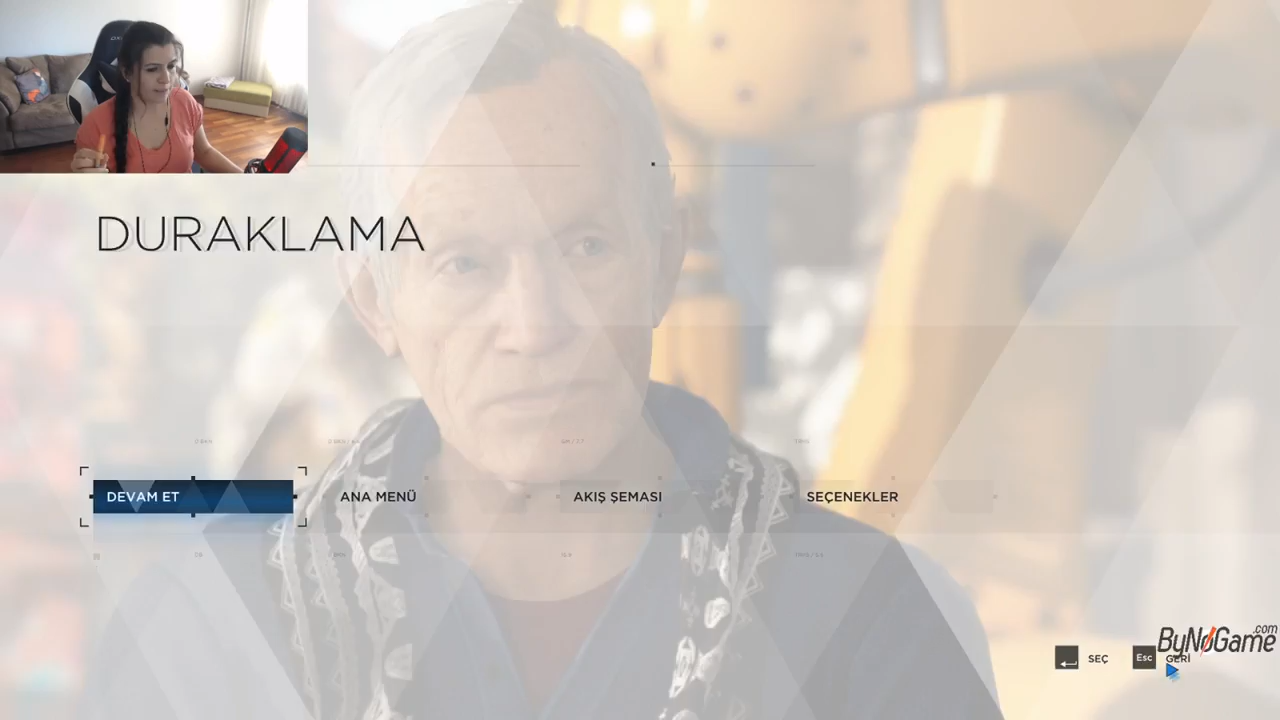 DURAKLAMA
DEVAM ET
ANA MENÜ
AKIŞ ŞEMASI
SEÇENEKLER
SEÇ
Esc
GERİ
ByNoGame.com